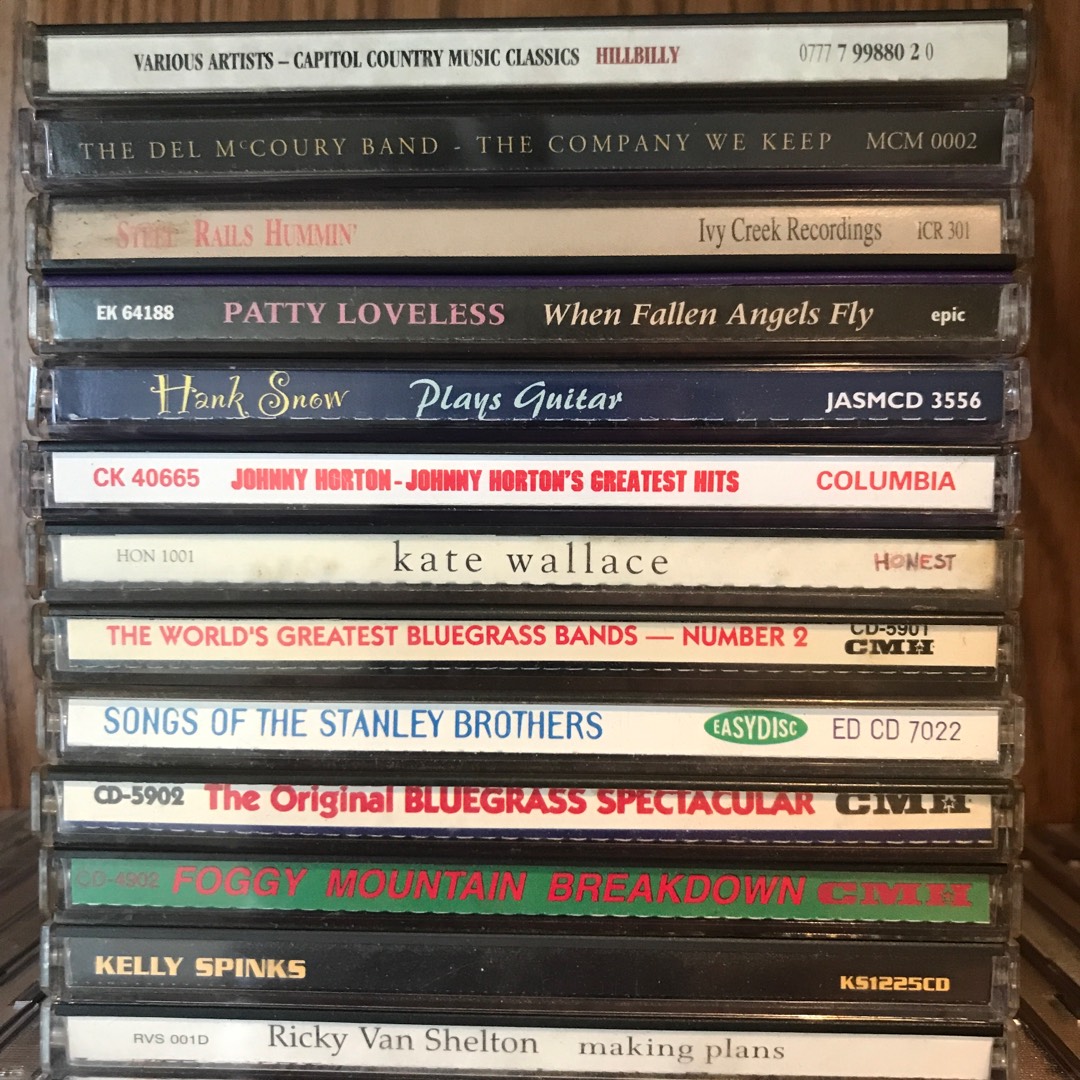 VARIOUS ARTISTS – CAPITOL COUNTRY MUSIC CLASSICS HILLBILLY 0777 7 99880 2 0
THE DEL McCOURY BAND - THE COMPANY WE KEEP MCM 0002
STEEL RAILS HUMMIN' Ivy Creek Recordings ICR 301
EK 64188 PATTY LOVELESS When Fallen Angels Fly epic
Hank Snow Plays Guitar JASMCD 3556
CK 40665 JOHNNY HORTON - JOHNNY HORTON'S GREATEST HITS COLUMBIA
HON 1001 kate wallace HONEST
THE WORLD'S GREATEST BLUEGRASS BANDS — NUMBER 2 CD-5901 CMH
SONGS OF THE STANLEY BROTHERS EASYDISC ED CD 7022
CD-5902 The Original BLUEGRASS SPECTACULAR CMH
CD-4902 FOGGY MOUNTAIN BREAKDOWN CMH
KELLY SPINKS KS1225CD
RVS 001D Ricky Van Shelton making plans